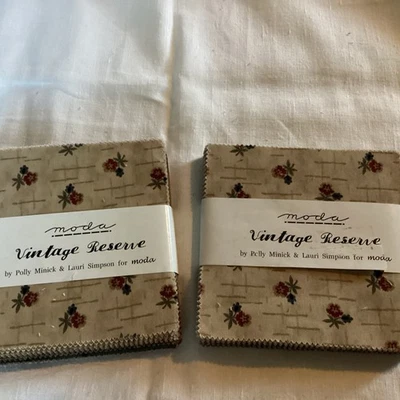 moda
Vintage Reserve
by Polly Minick & Lauri Simpson for moda
moda
Vintage Reserve
by Polly Minick & Lauri Simpson for moda